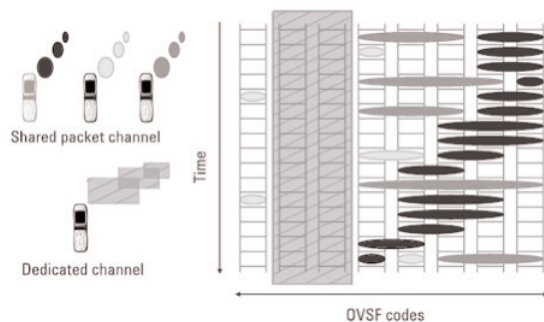 Shared packet channel
Dedicated channel
Time
OVSF codes